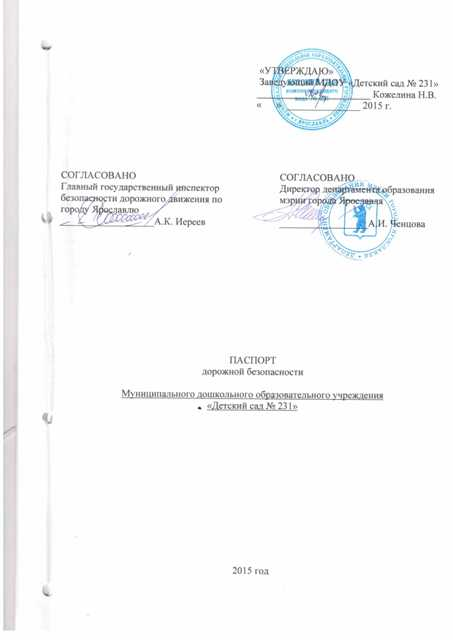 «УТВЕРЖДАЮ»
Заведующий МДОУ «Детский сад № 231»
Кожелина Н.В.
« 2015 г.
СОГЛАСОВАНО
Главный государственный инспектор
безопасности дорожного движения по
городу Ярославлю
А.К. Иереев
СОГЛАСОВАНО
Директор департамента образования
мэрии города Ярославля
А.И. Ченцова
ПАСПОРТ
дорожной безопасности
Муниципального дошкольного образовательного учреждения
«Детский сад № 231»
2015 год